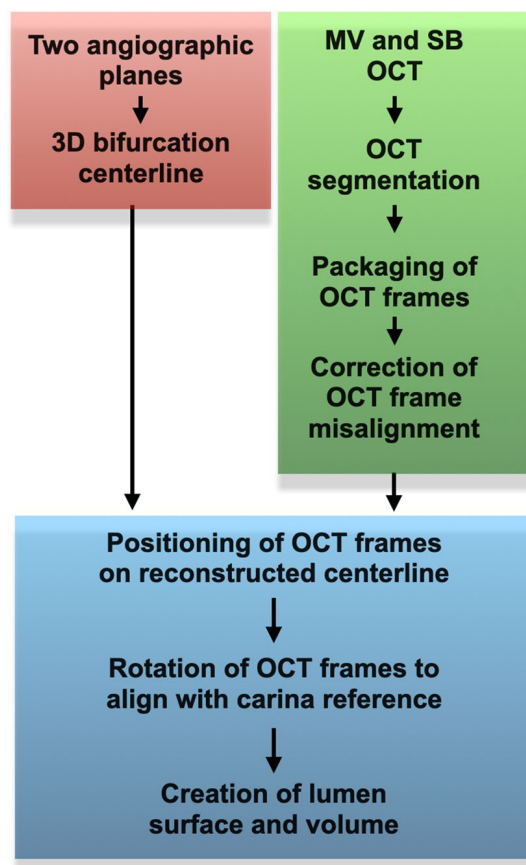 Two angiographic
planes
3D bifurcation
centerline
MV and SB
OCT
OCT
segmentation
Packaging of
OCT frames
Correction of
OCT frame
misalignment
Positioning of OCT frames
on reconstructed centerline
Rotation of OCT frames to
align with carina reference
Creation of lumen
surface and volume